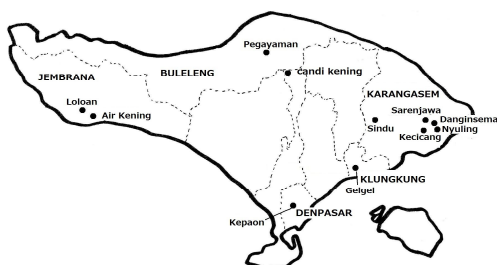 Pegayaman
BULELENG
candi kening
JEMBRANA
KARANGASEM
Loloan
Air Kening
Sarenjawa
Danginsema
Sindu
Nyuling
Kecicang
KLUNGKUNG
Gelgel
DENPASAR
Kepaon